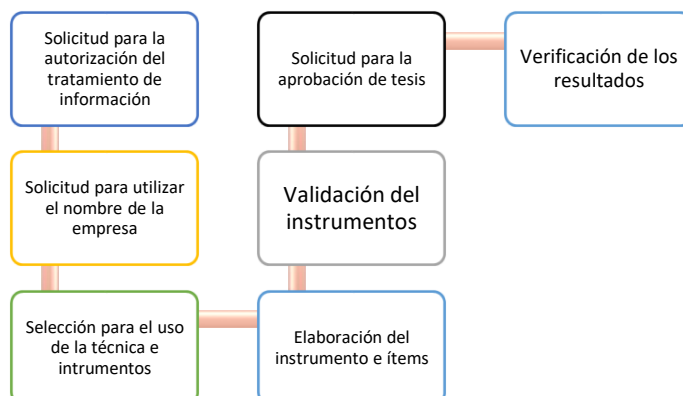 Solicitud para la
autorización del
tratamiento de
información
Solicitud para utilizar
el nombre de la
empresa
Selección para el uso
de la técnica e
intrumentos
Elaboración del
instrumento e ítems
Validación del
instrumentos
Solicitud para la
aprobación de tesis
Verificación de los
resultados